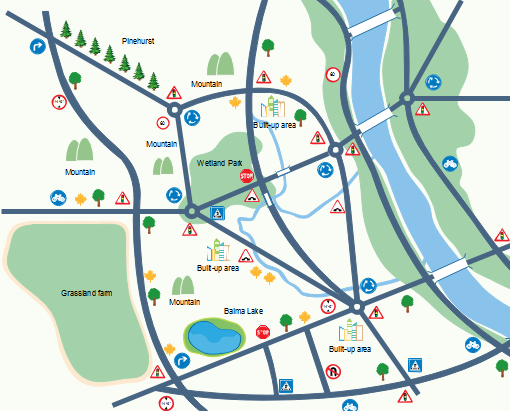 Pinehurst
Mountain
Built-up area
Mountain
Wetland Park
STOP
Mountain
Built-up area
Grassland farm
Mountain
Balma Lake
STOP
Built-up area